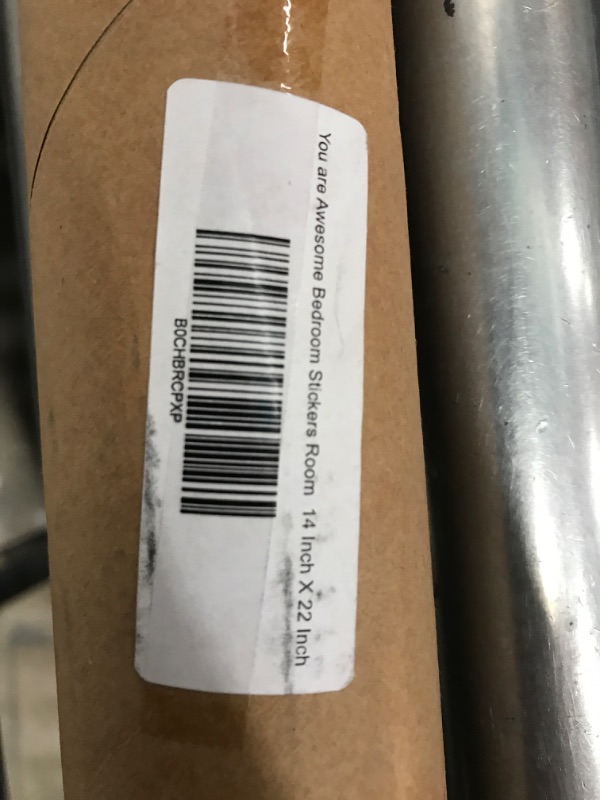 You are Awesome Bedroom Stickers Room 14 Inch X 22 Inch
B0CHBRCPXP